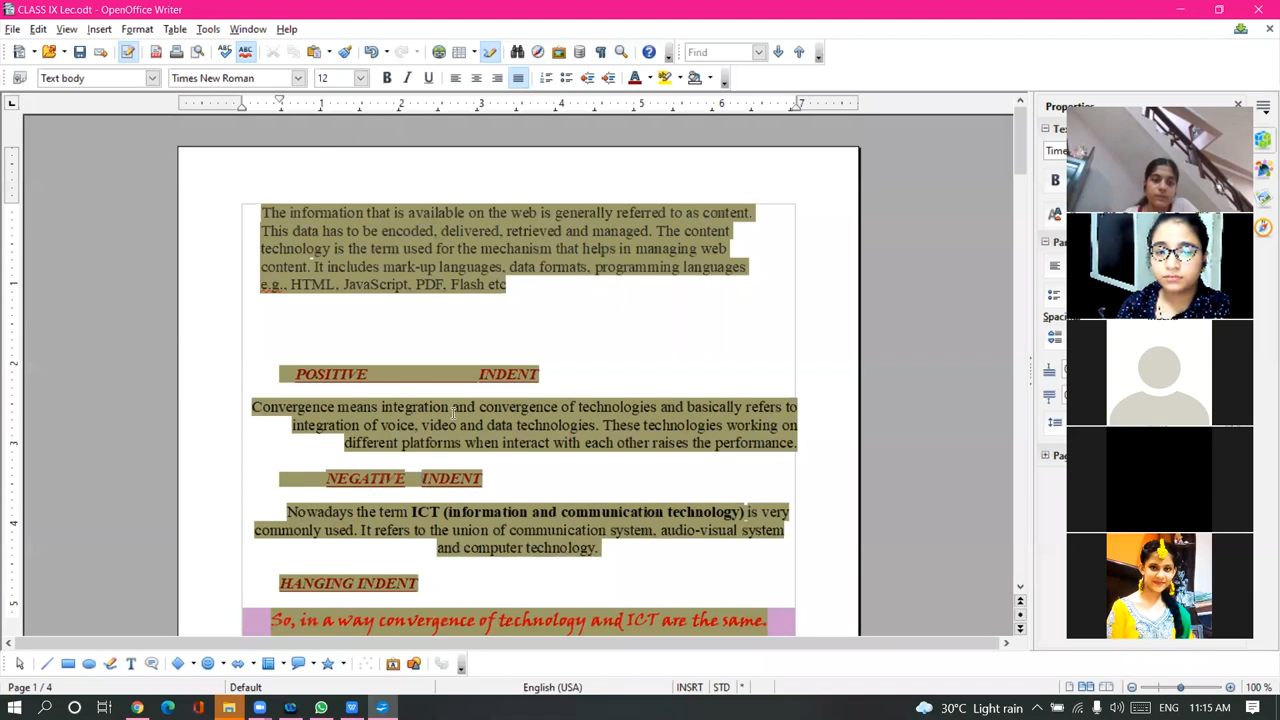 CLASS IX Lec.odt - OpenOffice Writer
File Edit View Insert Format Table Tools Window Help
Find
Text body Times New Roman 12
1 2 3 4 5 6 7
Properties
The information that is available on the web is generally referred to as content.
This data has to be encoded, delivered, retrieved and managed. The content
technology is the term used for the mechanism that helps in managing web
content. It includes mark-up languages, data formats, programming languages
e.g., HTML, JavaScript, PDF, Flash etc
POSITIVE INDENT
Convergence means integration and convergence of technologies and basically refers to
integration of voice, video and data technologies. These technologies working on
different platforms when interact with each other raises the performance.
NEGATIVE INDENT
Nowadays the term ICT (information and communication technology) is very
commonly used. It refers to the union of communication system, audio-visual system
and computer technology.
HANGING INDENT
So, in a way convergence of technology and ICT are the same.
Page 1 / 4 Default English (USA) INSRT STD * 100 %
30°C Light rain ENG 11:15 AM